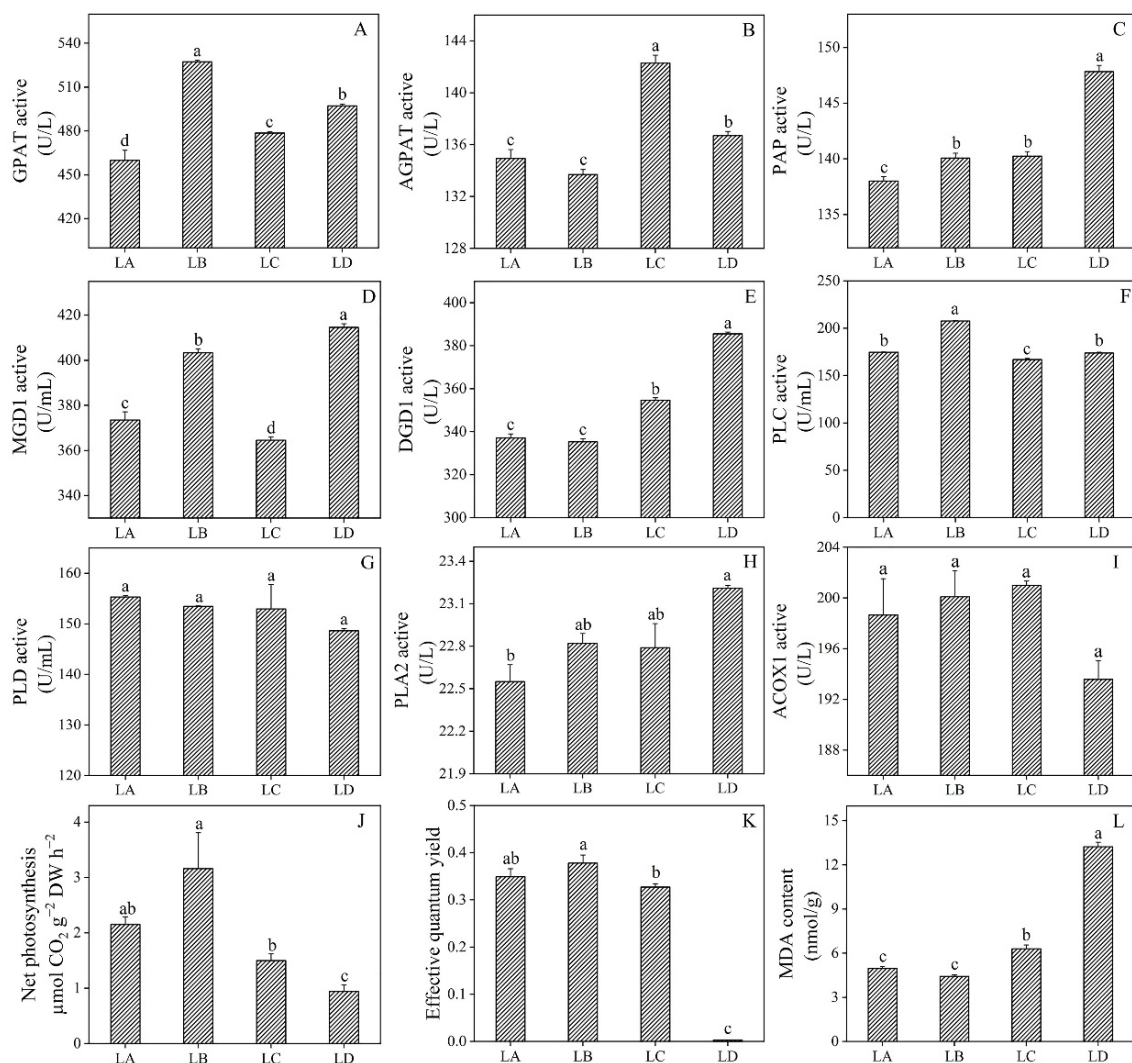 A
GPAT active
(U/L)
540
510
480
450
420
d
a
c
b
LA LB LC LD
B
AGPAT active
(U/L)
144
140
136
132
128
c
c
a
b
LA LB LC LD
C
PAP active
(U/L)
150
145
140
135
c
b
b
a
LA LB LC LD
D
MGD1 active
(U/mL)
420
400
380
360
340
c
b
d
a
LA LB LC LD
E
DGD1 active
(U/L)
400
380
360
340
320
300
c
c
b
a
LA LB LC LD
F
PLC active
(U/mL)
250
200
150
100
50
0
b
a
c
b
LA LB LC LD
G
PLD active
(U/mL)
160
150
140
130
120
a
a
a
a
LA LB LC LD
H
PLA2 active
(U/L)
23.4
23.1
22.8
22.5
22.2
21.9
b
ab
ab
a
LA LB LC LD
I
ACOX1 active
(U/L)
204
200
196
192
188
a
a
a
a
LA LB LC LD
J
Net photosynthesis
μmol CO₂ g⁻² DW h⁻²
4
3
2
1
0
ab
a
b
c
LA LB LC LD
K
Effective quantum yield
0.5
0.4
0.3
0.2
0.1
0.0
ab
a
b
c
LA LB LC LD
L
MDA content
(nmol/g)
15
12
9
6
3
0
c
c
b
a
LA LB LC LD